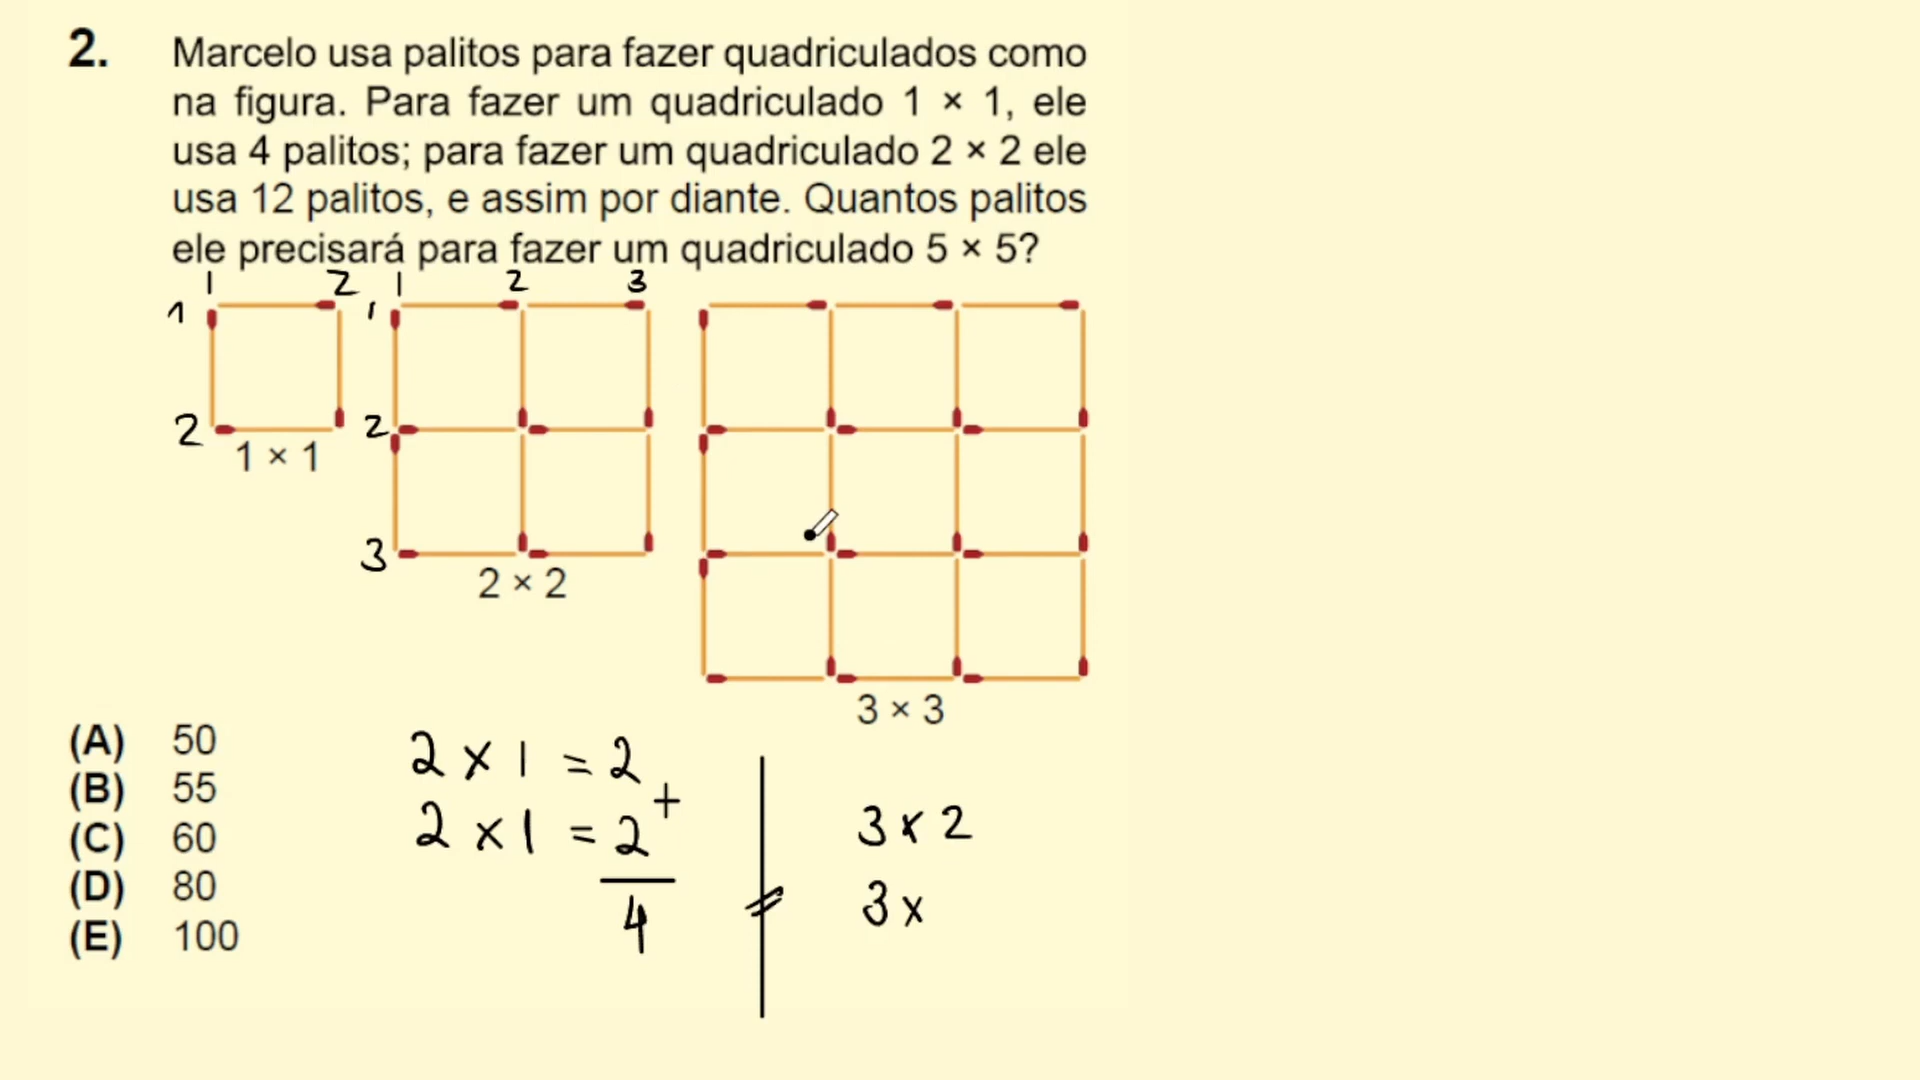 2. Marcelo usa palitos para fazer quadriculados como
na figura. Para fazer um quadriculado 1 × 1, ele
usa 4 palitos; para fazer um quadriculado 2 × 2 ele
usa 12 palitos, e assim por diante. Quantos palitos
ele precisará para fazer um quadriculado 5 × 5?
1 2 1 2 3
1 1
2 2
1 × 1
3
2 × 2
3 × 3
(A) 50
(B) 55
(C) 60
(D) 80
(E) 100
2 x 1 = 2
+
2 x 1 = 2
4
3 x 2
3 x